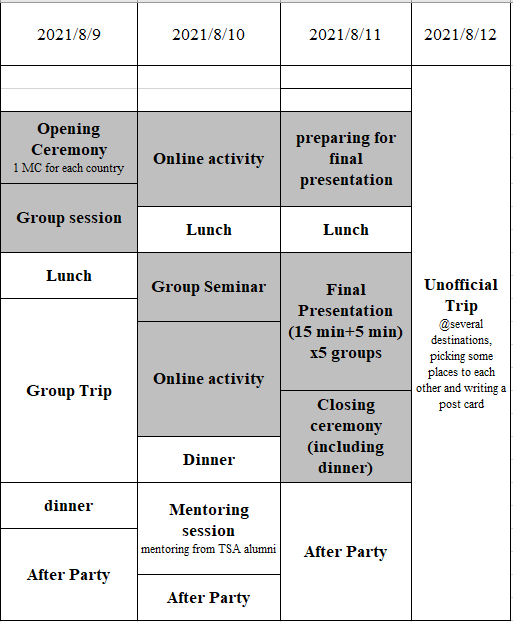 2021/8/9
2021/8/10
2021/8/11
2021/8/12
Opening
Ceremony
1 MC for each country
Group session
Lunch
Group Trip
dinner
After Party
Online activity
Lunch
Group Seminar
Online activity
Dinner
Mentoring
session
mentoring from TSA alumni
After Party
preparing for
final
presentation
Lunch
Final
Presentation
(15 min+5 min)
x5 groups
Closing
ceremony
(including
dinner)
After Party
Unofficial
Trip
@several
destinations,
picking some
places to each
other and writing a
post card